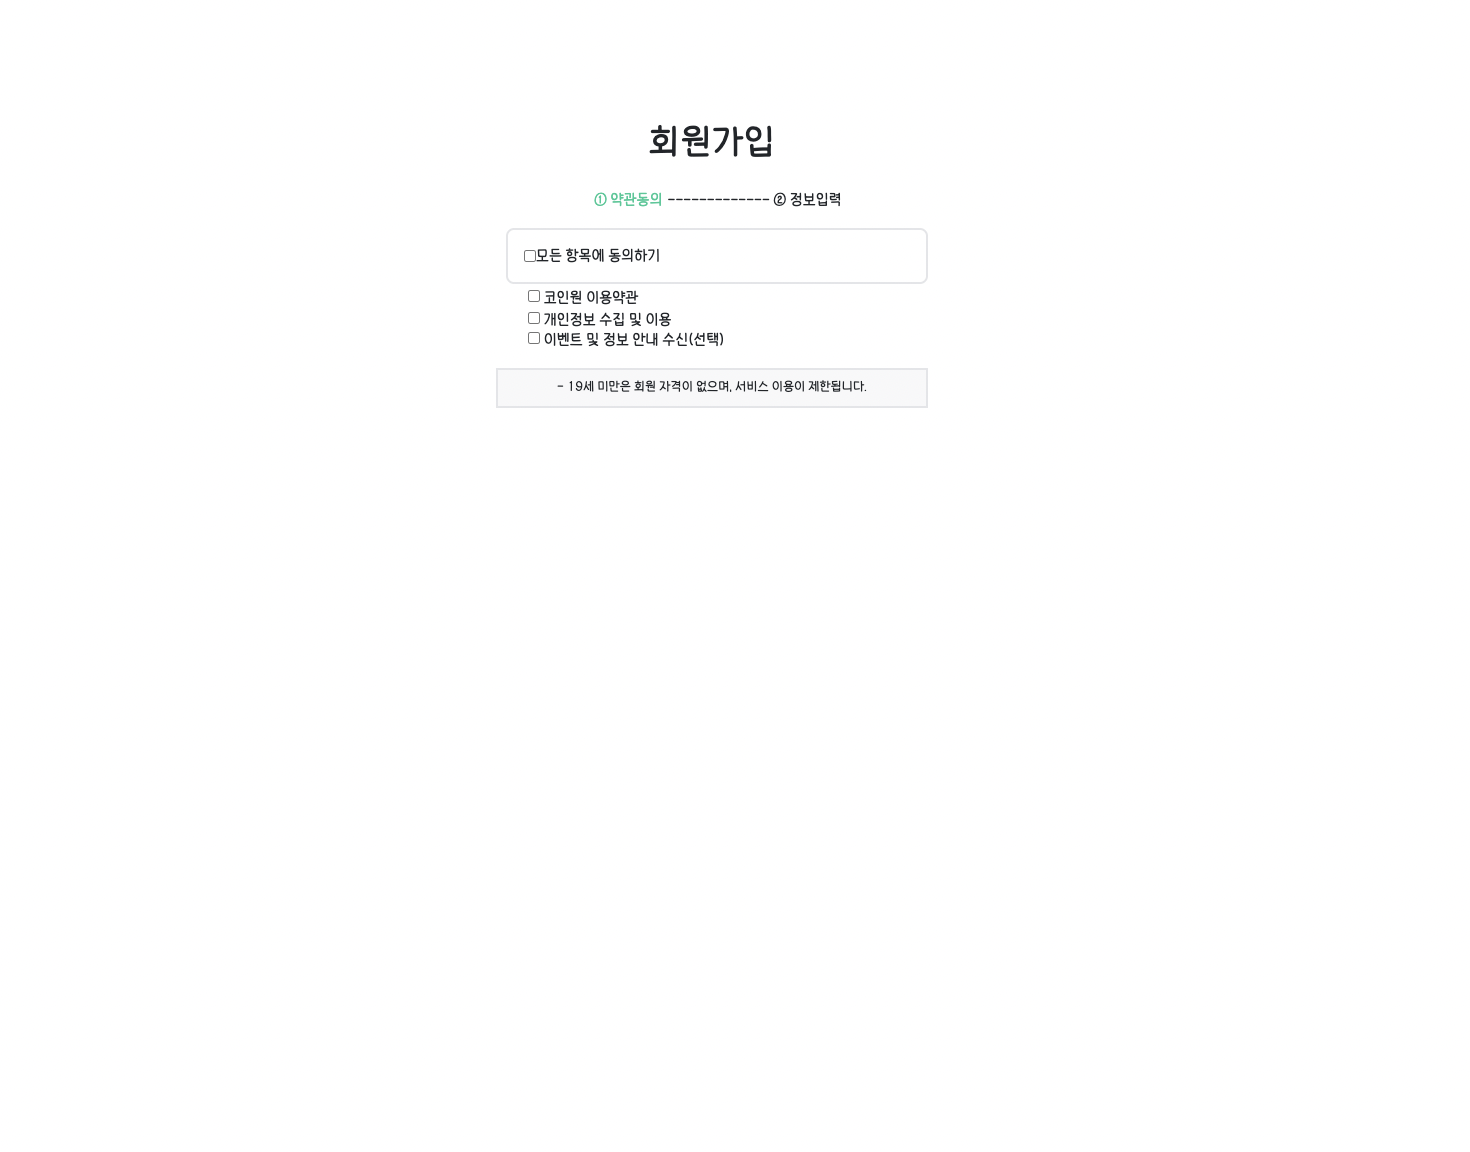 회원가입
① 약관동의 ------------- ② 정보입력
모든 항목에 동의하기
코인원 이용약관
개인정보 수집 및 이용
이벤트 및 정보 안내 수신(선택)
- 19세 미만은 회원 자격이 없으며, 서비스 이용이 제한됩니다.